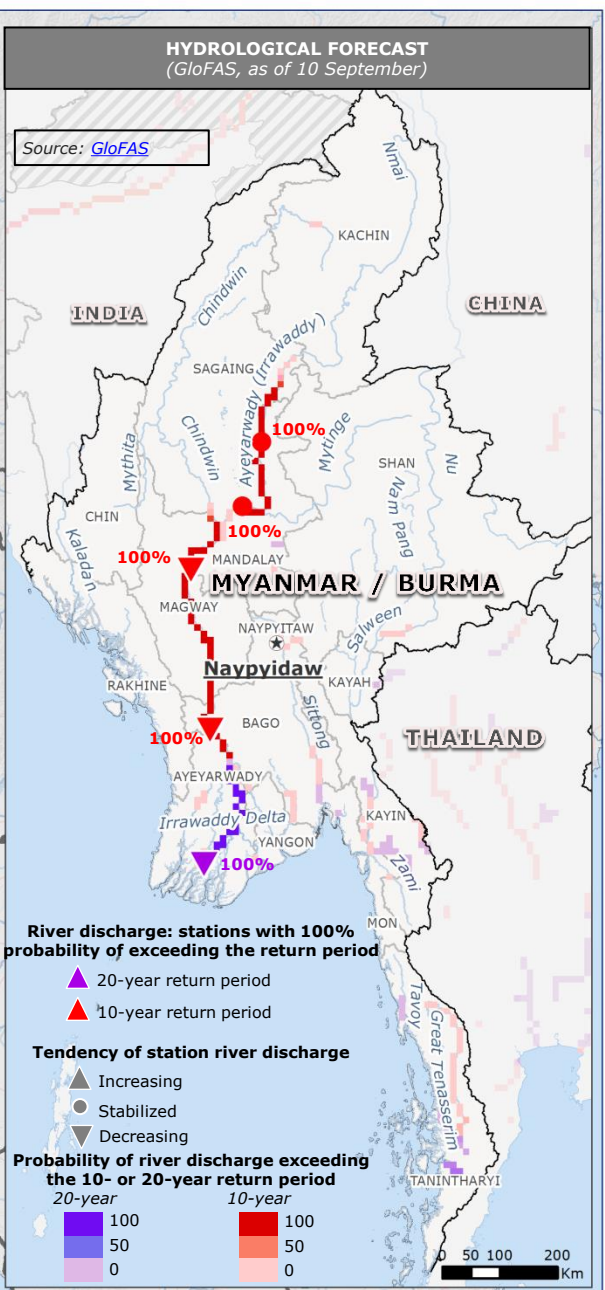 HYDROLOGICAL FORECAST
(GloFAS, as of 10 September)
Source: GloFAS
Nmai
KACHIN
INDIA
CHINA
Chindwin
Ayeyarwady (Irrawaddy)
SAGAING
100%
Mytinge
Chindwin
Mythita
SHAN
Nu
Nam Pang
CHIN
100%
Kaladan
100%
MANDALAY
MYANMAR / BURMA
MAGWAY
NAYPYITAW
Salween
Naypyidaw
KAYAH
RAKHINE
Sittong
BAGO
100%
THAILAND
AYEYARWADY
Irrawaddy Delta
KAYIN
YANGON
100%
Zami
MON
River discharge: stations with 100%
probability of exceeding the return period
20-year return period
10-year return period
Tavoy
Great Tenasserim
Tendency of station river discharge
Increasing
Stabilized
Decreasing
Probability of river discharge exceeding
the 10- or 20-year return period
TANINTHARYI
20-year
10-year
100
100
50
50
0
0
0 50 100 200
Km